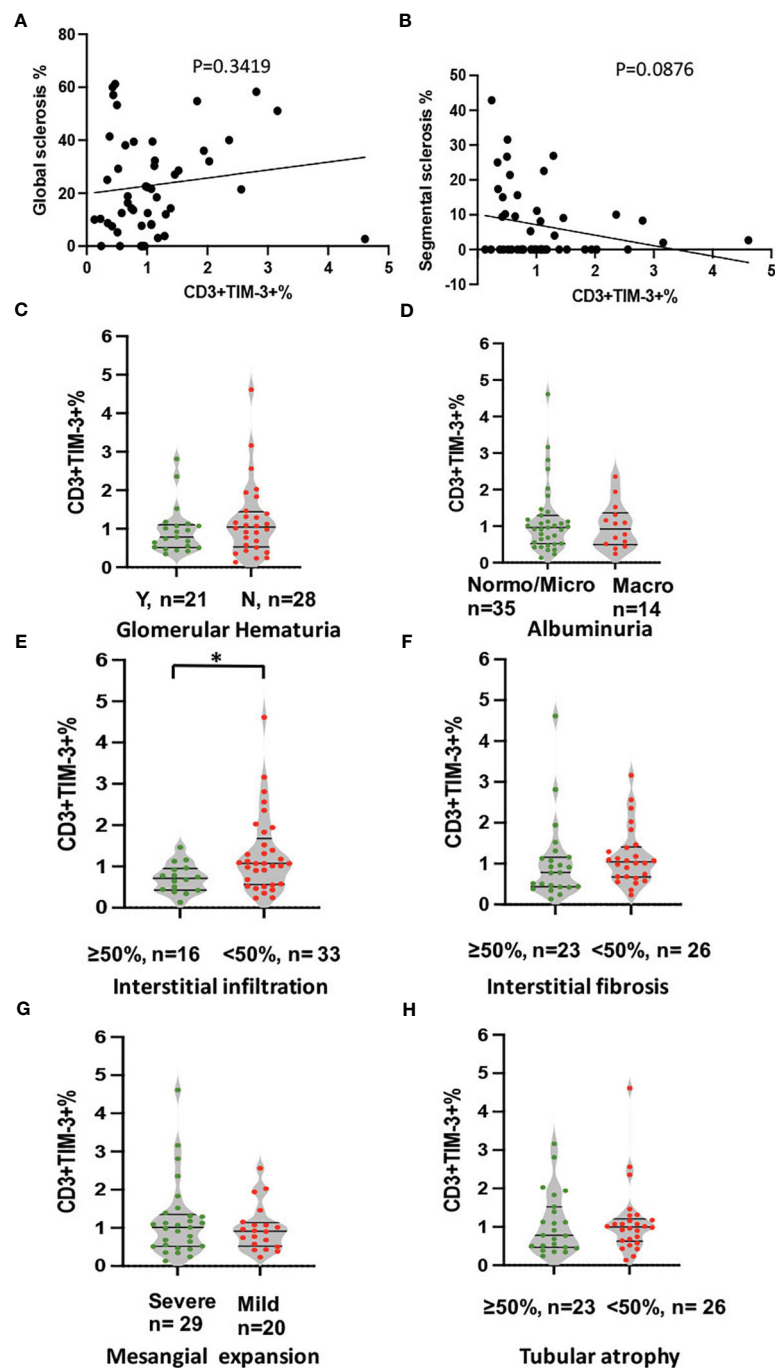 A
P=0.3419
Global sclerosis %
80
60
40
20
0
0 1 2 3 4 5
CD3+TIM-3+%
B
P=0.0876
Segmental sclerosis %
50
40
30
20
10
0
-10
0 1 2 3 4 5
CD3+TIM-3+%
C
CD3+TIM-3+%
6
5
4
3
2
1
0
Y, n=21 N, n=28
Glomerular Hematuria
D
CD3+TIM-3+%
6
5
4
3
2
1
0
Normo/Micro Macro
n=35 n=14
Albuminuria
E
*
CD3+TIM-3+%
6
5
4
3
2
1
0
≥50%, n=16 <50%, n= 33
Interstitial infiltration
F
CD3+TIM-3+%
6
5
4
3
2
1
0
≥50%, n=23 <50%, n= 26
Interstitial fibrosis
G
CD3+TIM-3+%
6
5
4
3
2
1
0
Severe Mild
n= 29 n=20
Mesangial expansion
H
CD3+TIM-3+%
6
5
4
3
2
1
0
≥50%, n=23 <50%, n= 26
Tubular atrophy